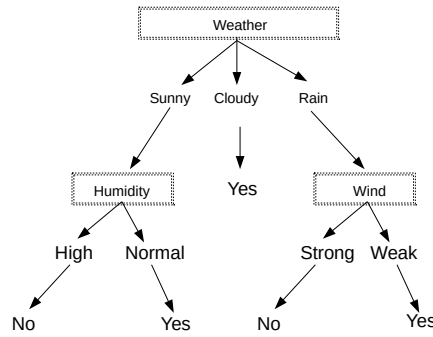 Weather
Sunny Cloudy Rain
Humidity Yes Wind
High Normal Strong Weak
No Yes No Yes